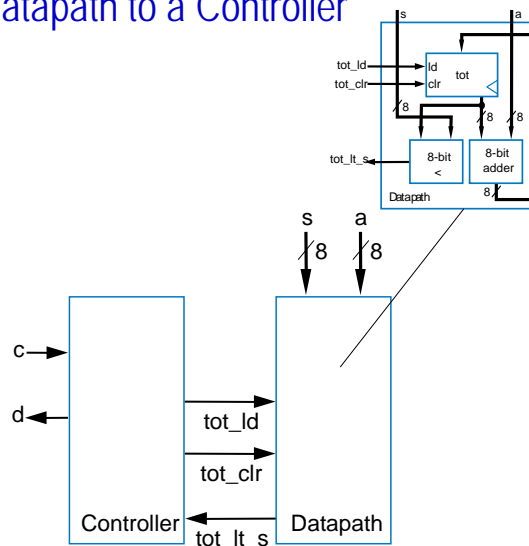 atapath to a Controller
s
a
tot_ld
ld
tot
tot_clr
clr
8
8
8
tot_lt_s
8-bit
<
8-bit
adder
8
Datapath
s
a
8
8
c
d
tot_ld
tot_clr
Controller
Datapath
tot_lt_s